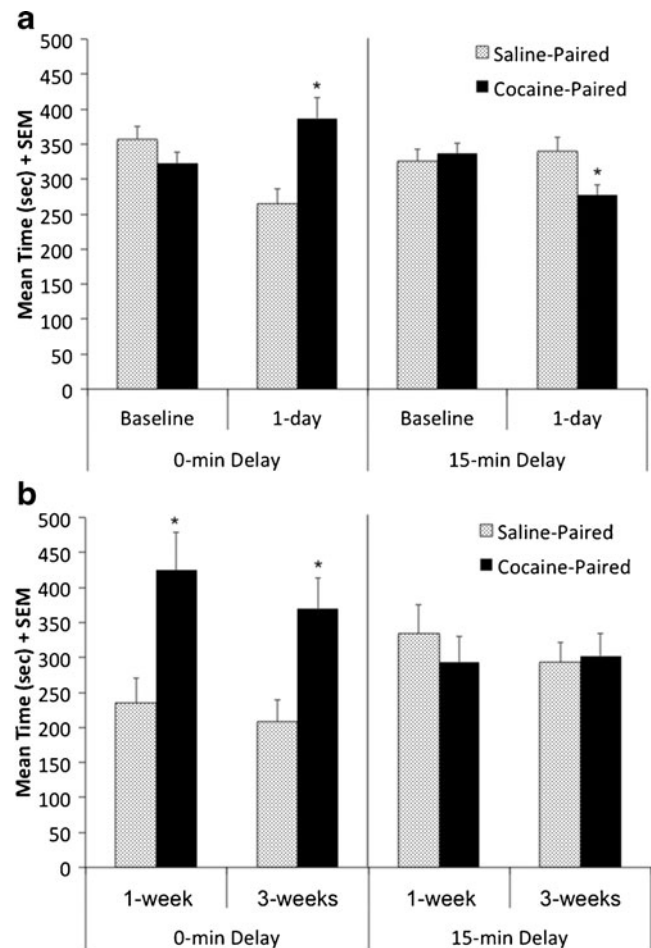 a
Mean Time (sec) + SEM
500
450
400
350
300
250
200
150
100
50
0
Saline-Paired
Cocaine-Paired
*
*
Baseline 1-day Baseline 1-day
0-min Delay 15-min Delay
b
Mean Time (sec) + SEM
500
450
400
350
300
250
200
150
100
50
0
Saline-Paired
Cocaine-Paired
*
*
1-week 3-weeks 1-week 3-weeks
0-min Delay 15-min Delay